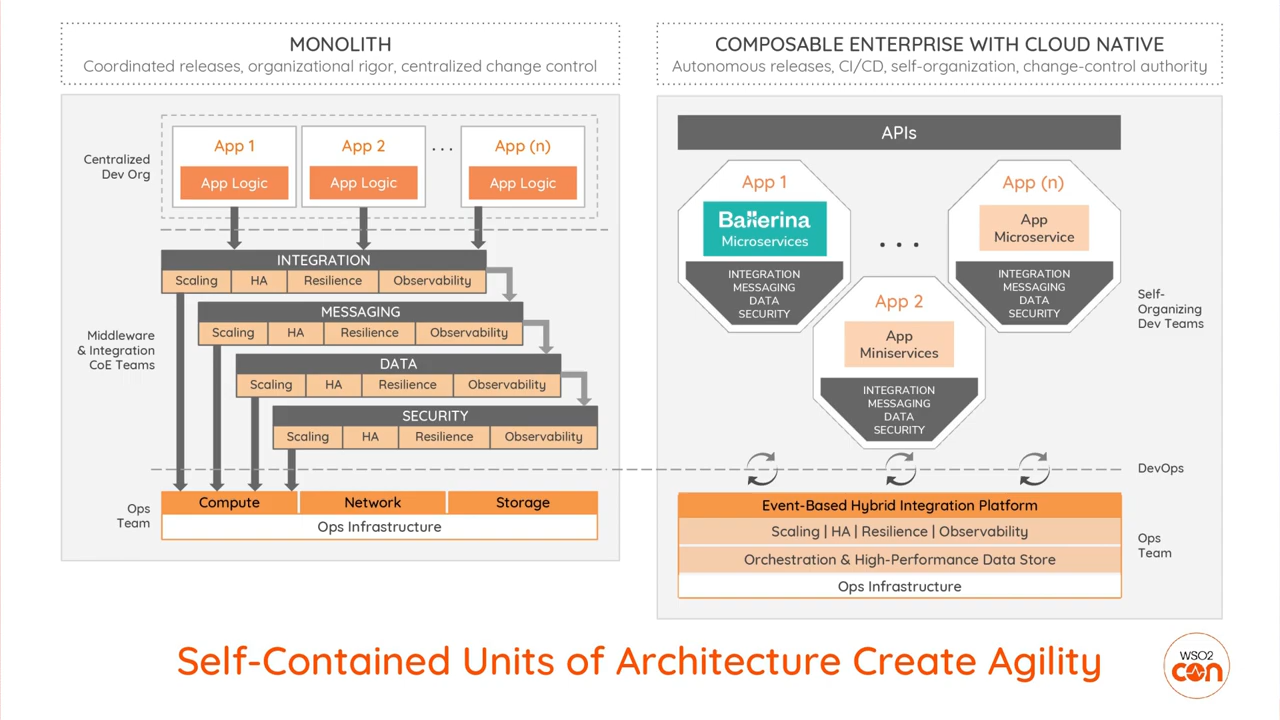 MONOLITH
Coordinated releases, organizational rigor, centralized change control
Centralized
Dev Org
App 1
App Logic
App 2
App Logic
...
App (n)
App Logic
Middleware
& Integration
CoE Teams
INTEGRATION
Scaling
HA
Resilience
Observability
MESSAGING
Scaling
HA
Resilience
Observability
DATA
Scaling
HA
Resilience
Observability
SECURITY
Scaling
HA
Resilience
Observability
Ops
Team
Compute
Network
Storage
Ops Infrastructure
COMPOSABLE ENTERPRISE WITH CLOUD NATIVE
Autonomous releases, CI/CD, self-organization, change-control authority
APIs
App 1
Ballerina
Microservices
INTEGRATION
MESSAGING
DATA
SECURITY
...
App 2
App
Miniservices
INTEGRATION
MESSAGING
DATA
SECURITY
App (n)
App
Microservice
INTEGRATION
MESSAGING
DATA
SECURITY
Self-
Organizing
Dev Teams
DevOps
Event-Based Hybrid Integration Platform
Scaling | HA | Resilience | Observability
Orchestration & High-Performance Data Store
Ops Infrastructure
Ops
Team
Self-Contained Units of Architecture Create Agility
WSO2
con